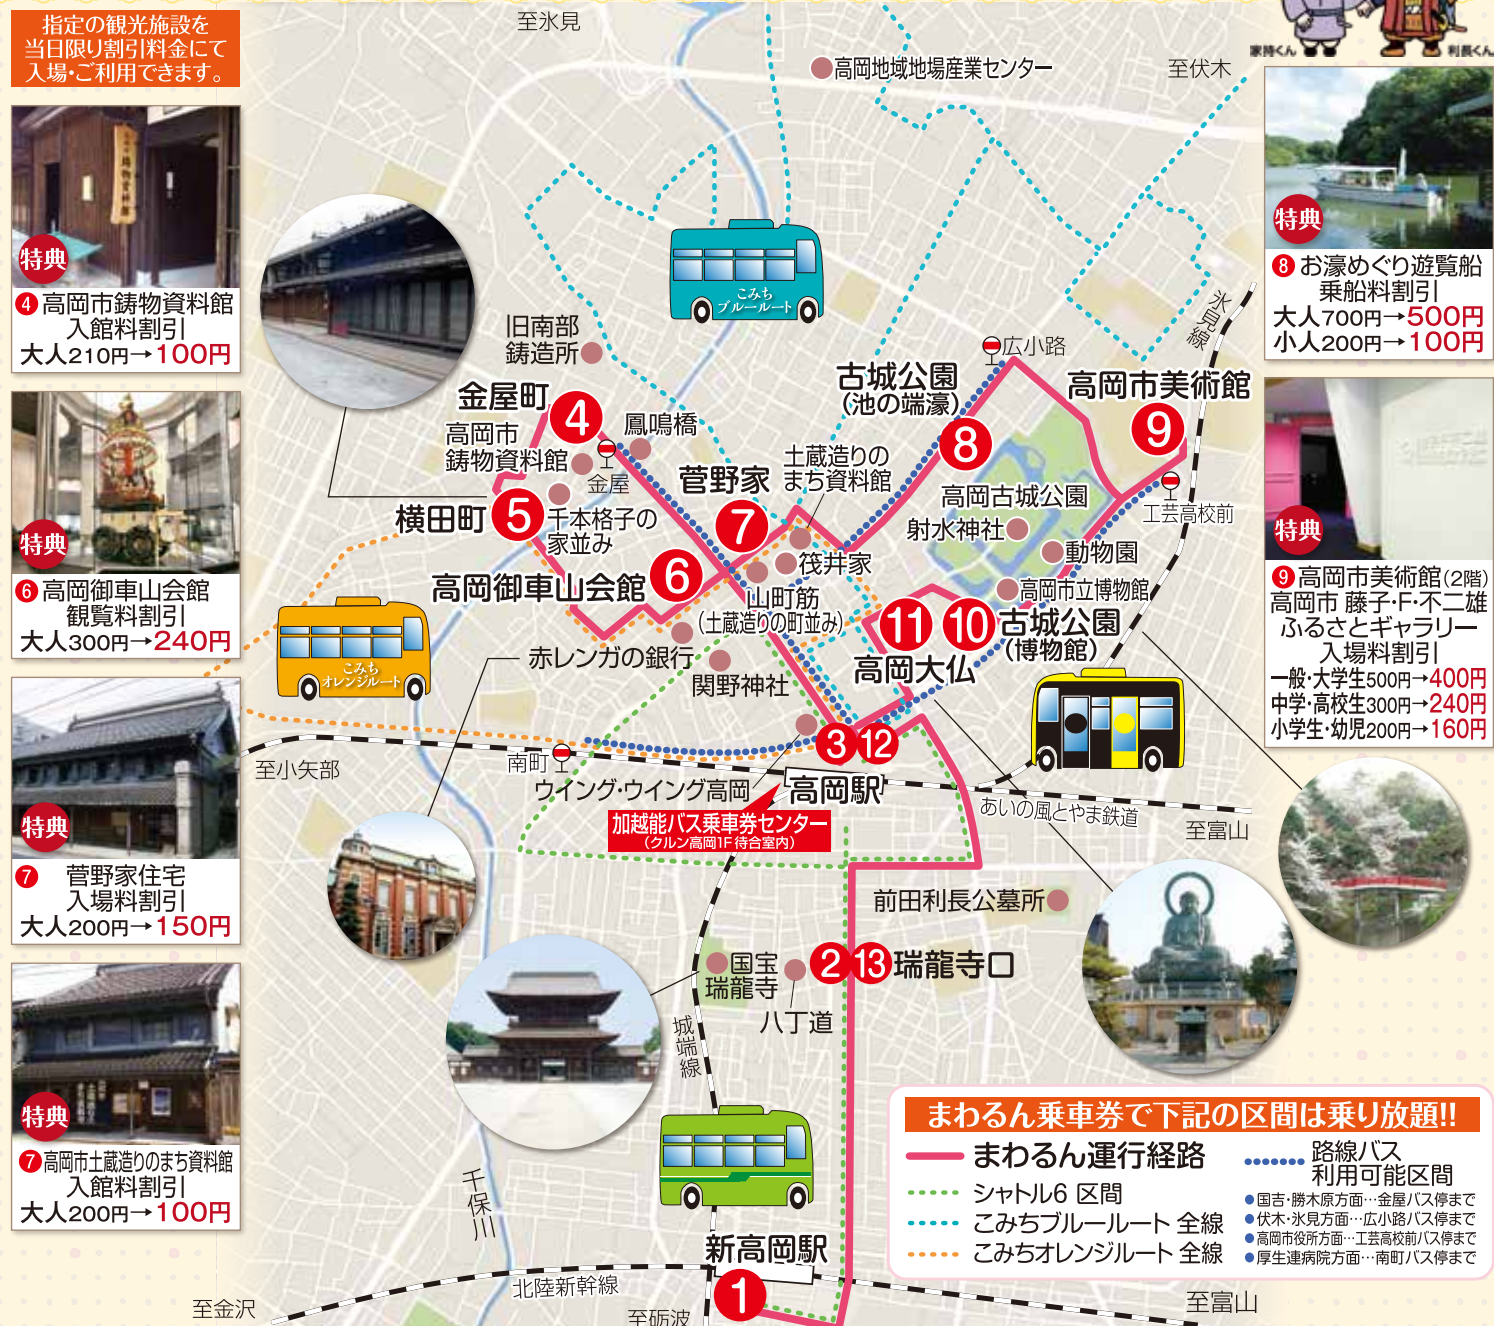 指定の観光施設を
当日限り割引料金にて
入場・ご利用できます。
特典
④高岡市鋳物資料館
入館料割引
大人210円→100円
特典
⑥高岡御車山会館
観覧料割引
大人300円→240円
特典
⑦ 菅野家住宅
入場料割引
大人200円→150円
特典
⑦高岡市土蔵造りのまち資料館
入館料割引
大人200円→100円
家持くん
利長くん
特典
⑧お濠めぐり遊覧船
乗船料割引
大人700円→500円
小人200円→100円
特典
⑨高岡市美術館(2階)
高岡市 藤子・F・不二雄
ふるさとギャラリー
入場料割引
一般・大学生500円→400円
中学・高校生300円→240円
小学生・幼児200円→160円
至氷見
高岡地域地場産業センター
至伏木
こみち
ブルールート
氷見線
旧南部
鋳造所
広小路
古城公園
(池の端濠)
8
高岡市美術館
9
金屋町
4
鳳鳴橋
高岡市
鋳物資料館
金屋
菅野家
7
土蔵造りの
まち資料館
高岡古城公園
工芸高校前
横田町
5
千本格子の
家並み
射水神社
動物園
高岡御車山会館
6
筏井家
高岡市立博物館
山町筋
(土蔵造りの町並み)
11
10
古城公園
(博物館)
高岡大仏
こみち
オレンジルート
赤レンガの銀行
関野神社
3
12
至小矢部
南町
ウイング・ウイング高岡
高岡駅
あいの風とやま鉄道
至富山
加越能バス乗車券センター
(クルン高岡1F待合室内)
前田利長公墓所
国宝
瑞龍寺
2
13
瑞龍寺口
八丁道
城端線
千保川
新高岡駅
1
北陸新幹線
至金沢
至砺波
至富山
まわるん乗車券で下記の区間は乗り放題!!
まわるん運行経路
シャトル6 区間
こみちブルールート 全線
こみちオレンジルート 全線
路線バス
利用可能区間
●国吉・勝木原方面…金屋バス停まで
●伏木・氷見方面…広小路バス停まで
●高岡市役所方面…工芸高校前バス停まで
●厚生連病院方面…南町バス停まで